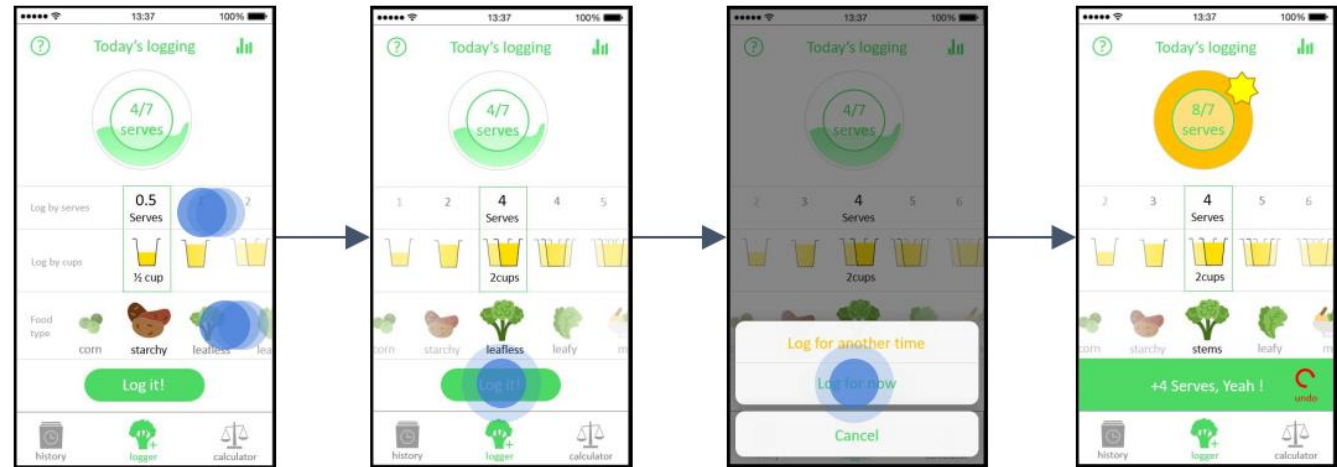 13:37 100%
? Today's logging
4/7
serves
Log by serves
0.5 2
Serves
Log by cups
½ cup
Food
type
corn starchy leafless lea
Log it!
history logger calculator
13:37 100%
? Today's logging
4/7
serves
1 2 4 4 5
Serves
2cups
corn starchy leafless leafy m
Log it!
history logger calculator
13:37 100%
? Today's logging
4/7
serves
2 3 4 5 6
Serves
2cups
Log for another time
Log for now
Cancel
13:37 100%
? Today's logging
8/7
serves
2 3 4 5 6
Serves
2cups
corn starchy stems leafy m
+4 Serves, Yeah !
undo
history logger calculator